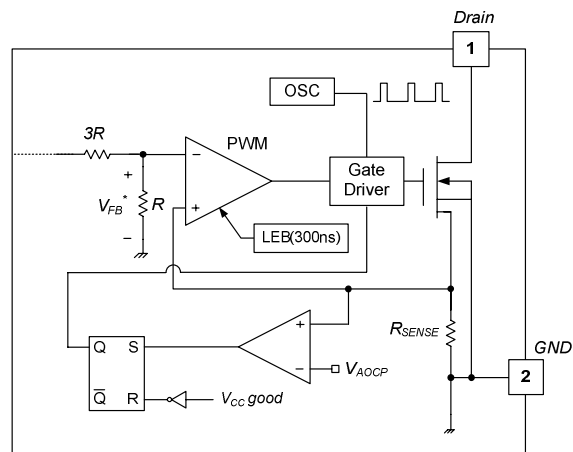 Drain
1
OSC
3R
PWM
−
Gate
Driver
+
V_FB*
R
−
+
LEB(300ns)
R_SENSE
GND
+
Q
S
−
V_AOCP
2
Q̅
R
V_CC good